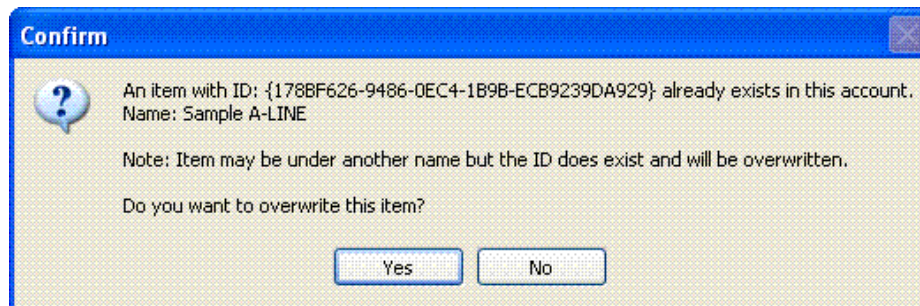 Confirm
An item with ID: {178BF626-9486-0EC4-1B9B-ECB9239DA929} already exists in this account.
Name: Sample A-LINE
Note: Item may be under another name but the ID does exist and will be overwritten.
Do you want to overwrite this item?
Yes
No